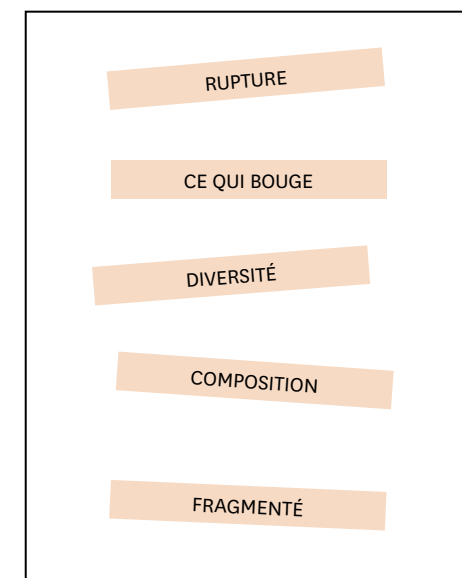 RUPTURE
CE QUI BOUGE
DIVERSITÉ
COMPOSITION
FRAGMENTÉ